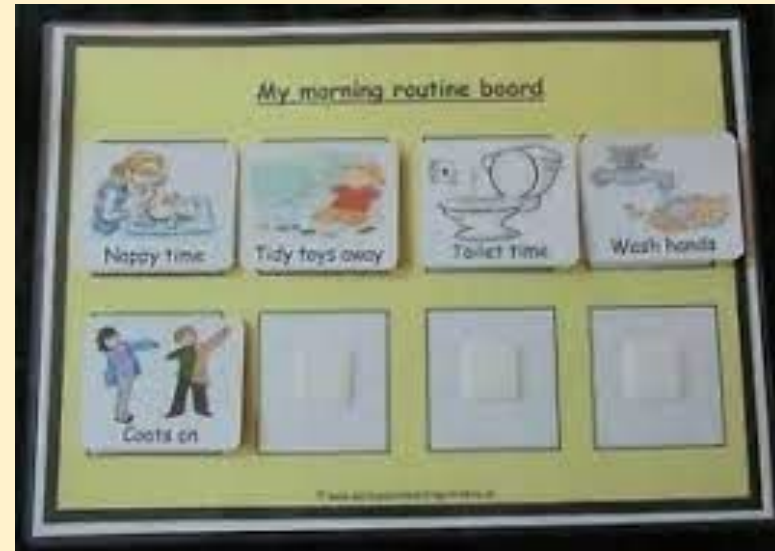 My morning routine board
Nappy time
Tidy toys away
Toilet time
Wash hands
Coats on